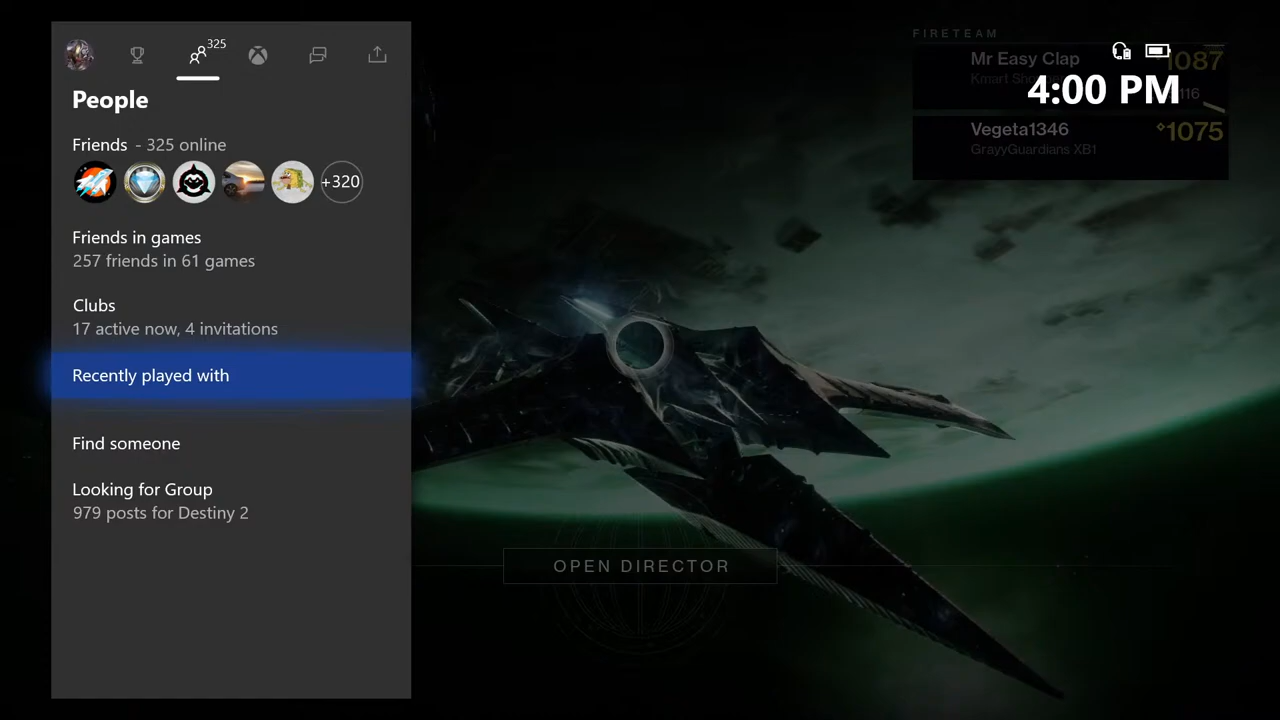 325
People
Friends - 325 online
+320
Friends in games
257 friends in 61 games
Clubs
17 active now, 4 invitations
Recently played with
Find someone
Looking for Group
979 posts for Destiny 2
FIRETEAM
Mr Easy Clap
1087
4:00 PM
Vegeta1346
1075
GrayyGuardians XB1
OPEN DIRECTOR